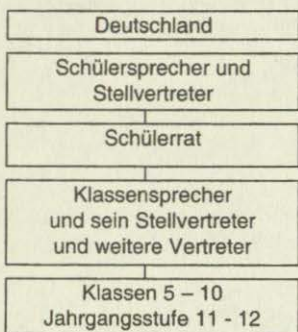 Deutschland
Schülersprecher und
Stellvertreter
Schülerrat
Klassensprecher
und sein Stellvertreter
und weitere Vertreter
Klassen 5 – 10
Jahrgangsstufe 11 - 12